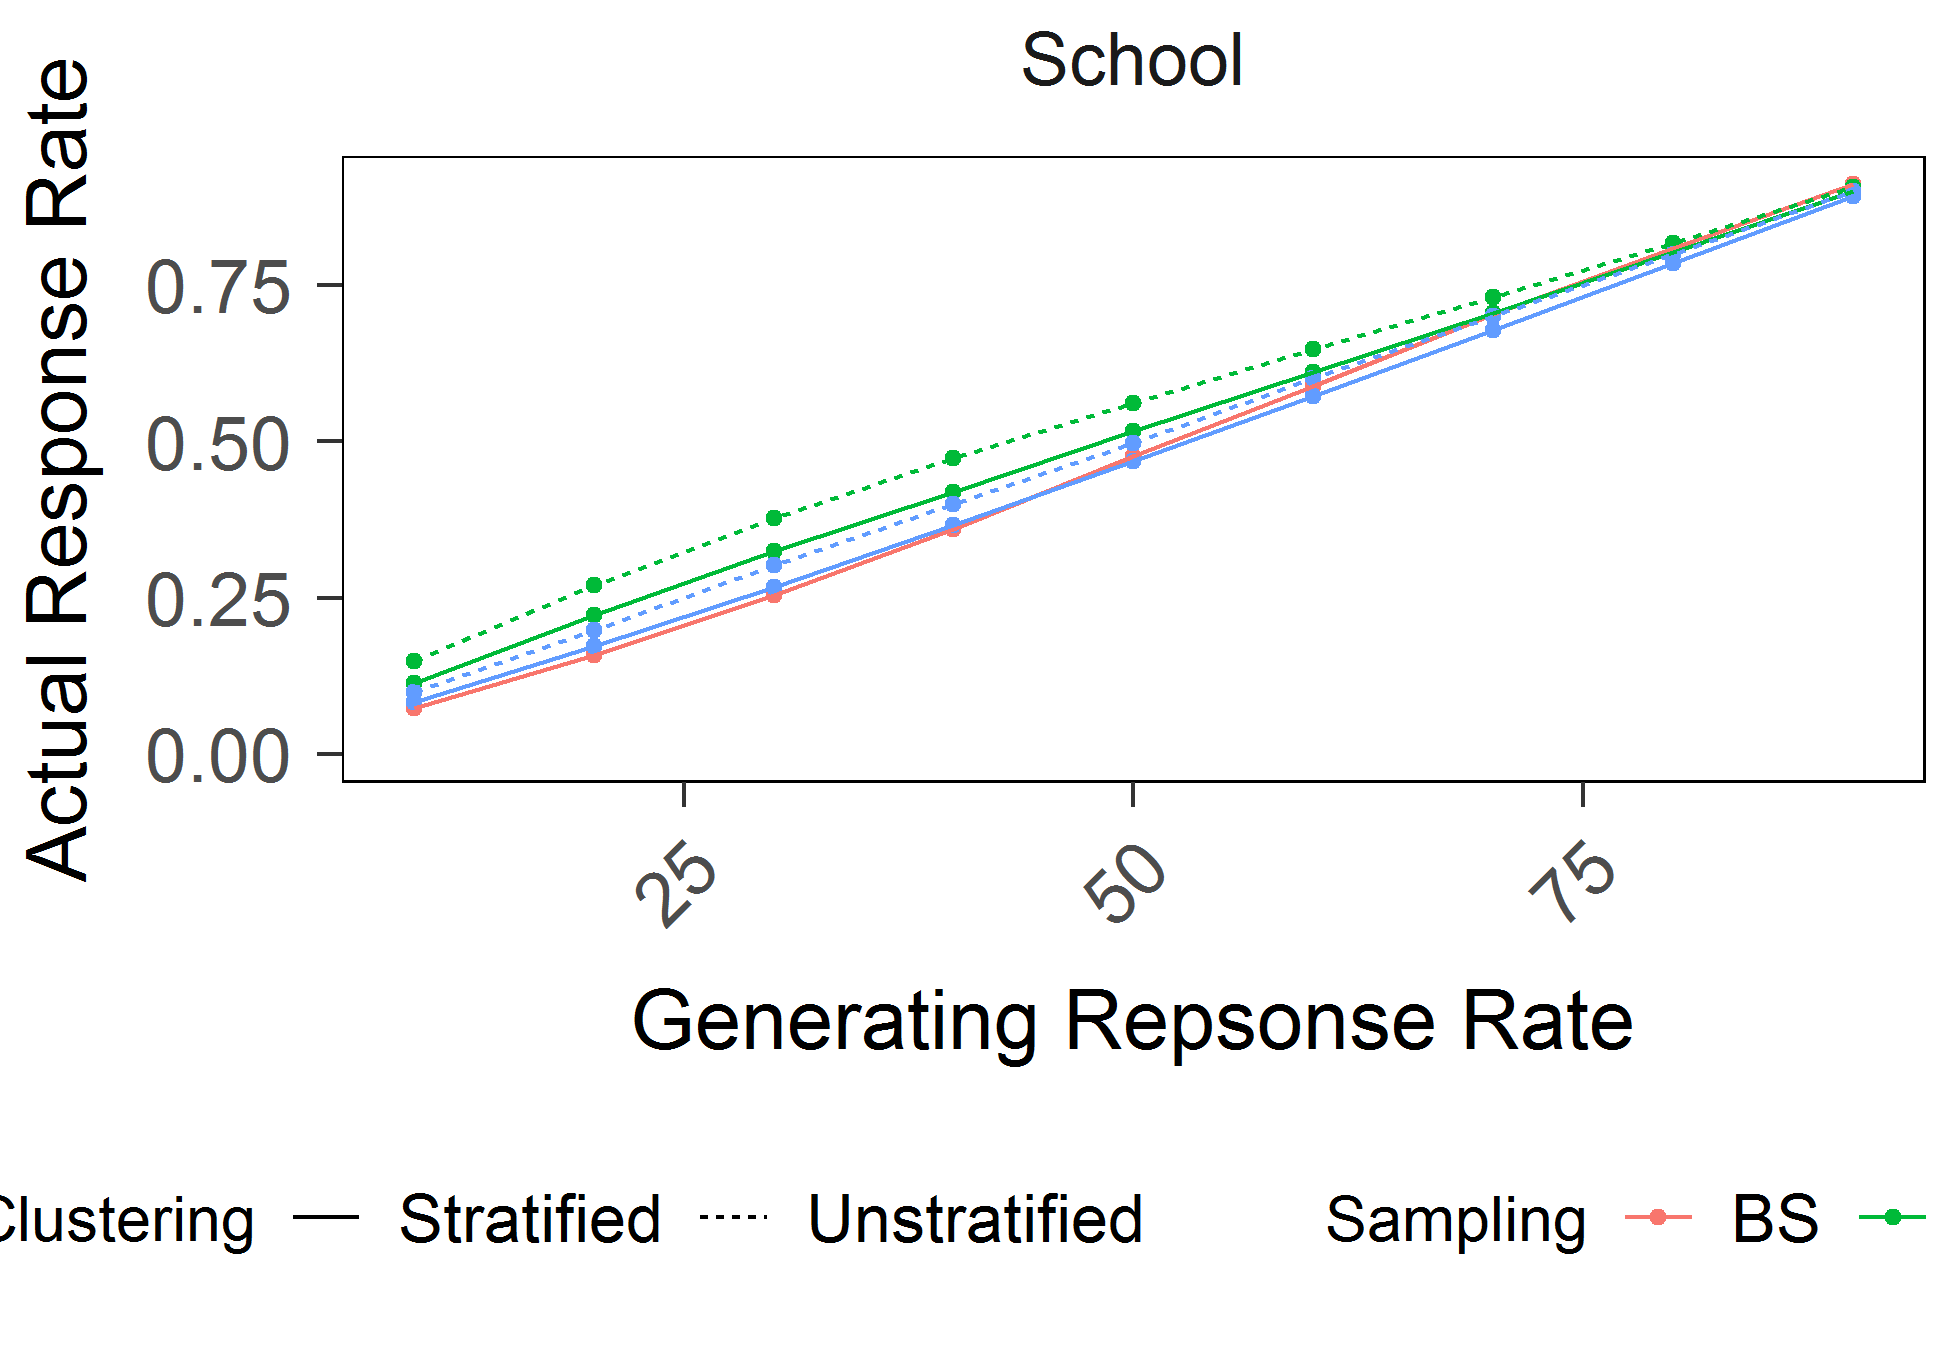 School
Actual Response Rate
0.75
0.50
0.25
0.00
25 50 75
Generating Repsonse Rate
Clustering Stratified Unstratified Sampling BS